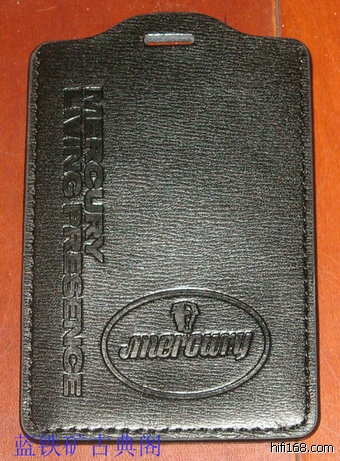 MERCURY
LIVING PRESENCE
mercury
蓝铁矿古典阁
hifi168.com